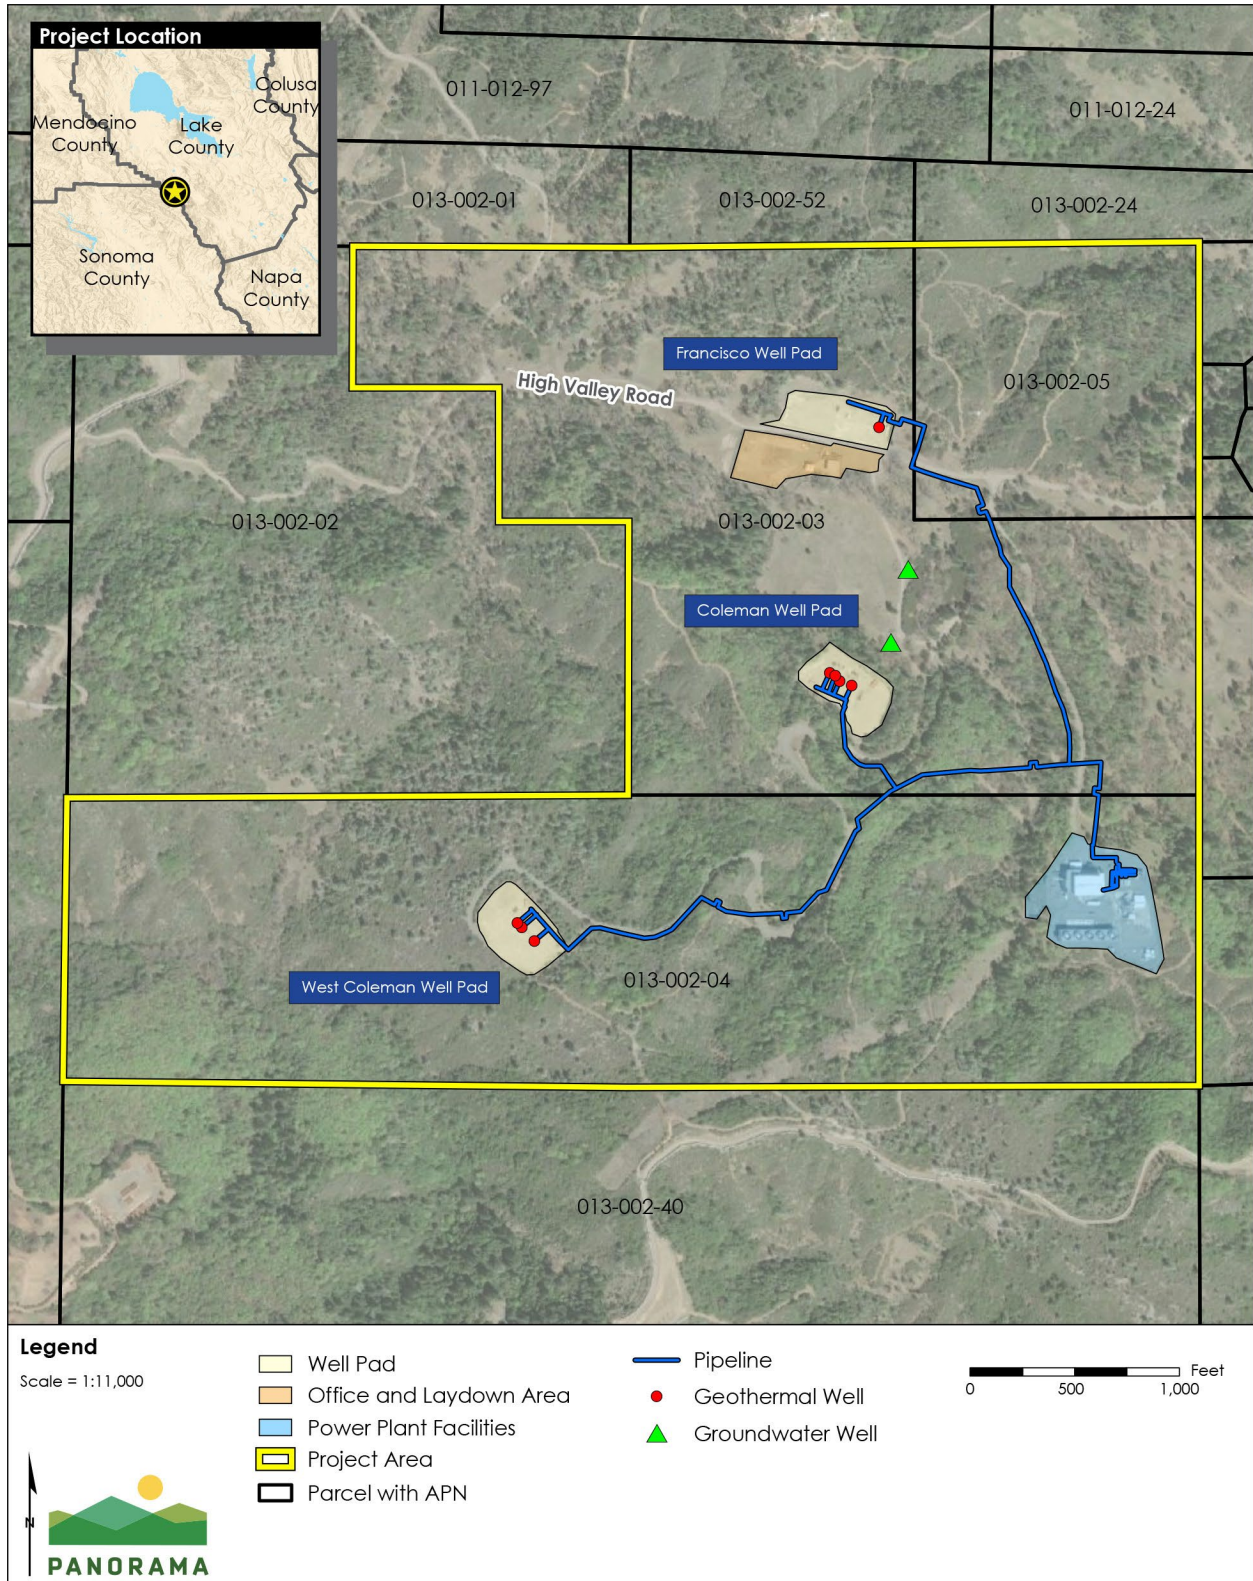 Project Location
Colusa
County
Mendocino
County
Lake
County
Sonoma
County
Napa
County
011-012-97
011-012-24
013-002-01
013-002-52
013-002-24
Francisco Well Pad
High Valley Road
013-002-05
013-002-02
013-002-03
Coleman Well Pad
West Coleman Well Pad
013-002-04
013-002-40
Legend
Scale = 1:11,000
Well Pad
Office and Laydown Area
Power Plant Facilities
Project Area
Parcel with APN
Pipeline
Geothermal Well
Groundwater Well
Feet
0 500 1,000
N
PANORAMA